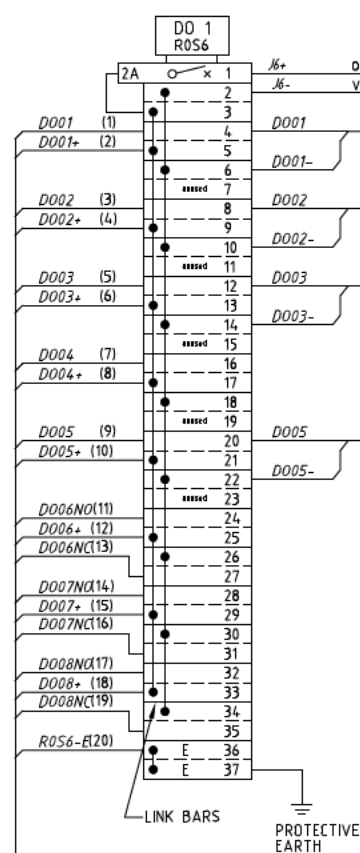 DO 1
R0S6
2A 1 J6+ D
2 J6- V
3
DO01 (1) 4 DO01
DO01+ (2) 5
6 DO01-
unused 7
DO02 (3) 8 DO02
DO02+ (4) 9
10 DO02-
unused 11
DO03 (5) 12 DO03
DO03+ (6) 13
14 DO03-
unused 15
DO04 (7) 16
DO04+ (8) 17
18
unused 19
DO05 (9) 20 DO05
DO05+ (10) 21
22 DO05-
unused 23
DO06NO(11) 24
DO06+ (12) 25
DO06NC(13) 26
27
DO07NO(14) 28
DO07+ (15) 29
DO07NC(16) 30
31
DO08NO(17) 32
DO08+ (18) 33
DO08NC(19) 34
35
R0S6-E(20) E 36
E 37
LINK BARS
PROTECTIVE
EARTH